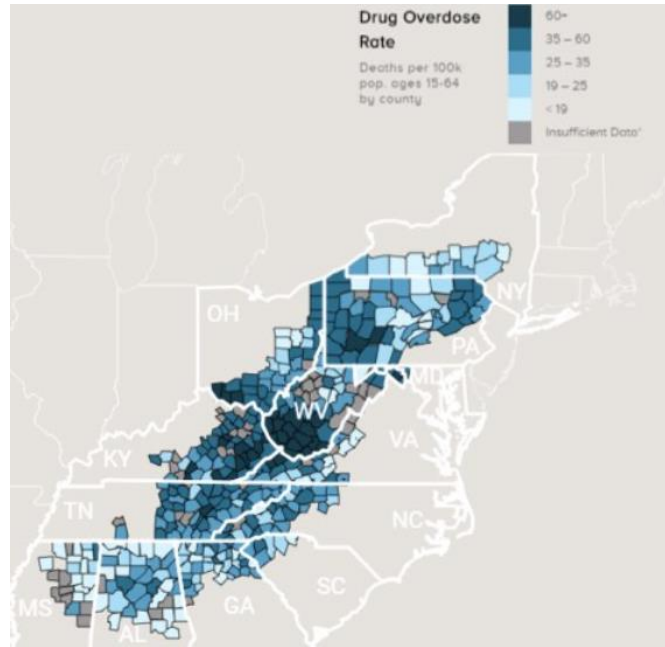 Drug Overdose
Rate
Deaths per 100k
pop. ages 15-64
by county
60+
35 – 60
25 – 35
19 – 25
< 19
Insufficient Data*
NY
OH
PA
MD
WV
VA
KY
TN
NC
SC
MS
AL
GA